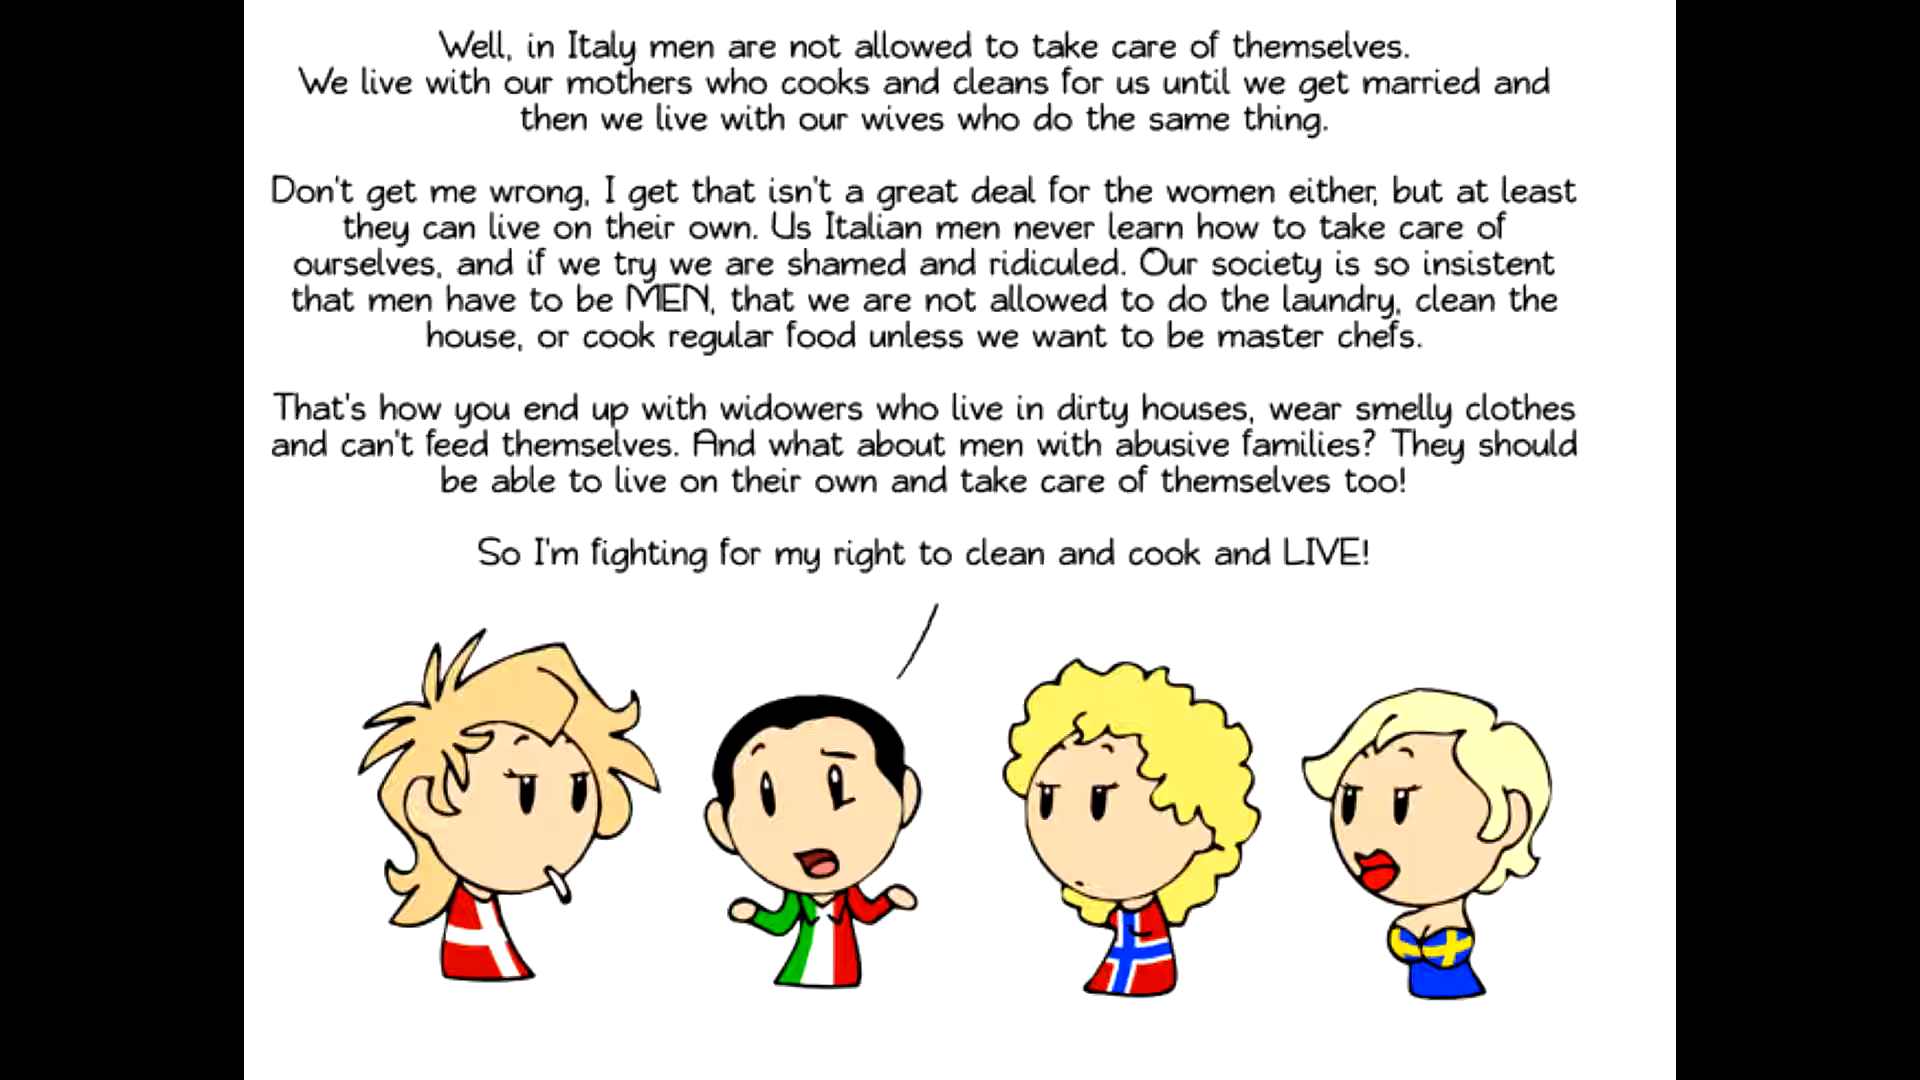 Well, in Italy men are not allowed to take care of themselves.
We live with our mothers who cooks and cleans for us until we get married and
then we live with our wives who do the same thing.
Don't get me wrong, I get that isn't a great deal for the women either, but at least
they can live on their own. Us Italian men never learn how to take care of
ourselves, and if we try we are shamed and ridiculed. Our society is so insistent
that men have to be MEN, that we are not allowed to do the laundry, clean the
house, or cook regular food unless we want to be master chefs.
That's how you end up with widowers who live in dirty houses, wear smelly clothes
and can't feed themselves. And what about men with abusive families? They should
be able to live on their own and take care of themselves too!
So I'm fighting for my right to clean and cook and LIVE!